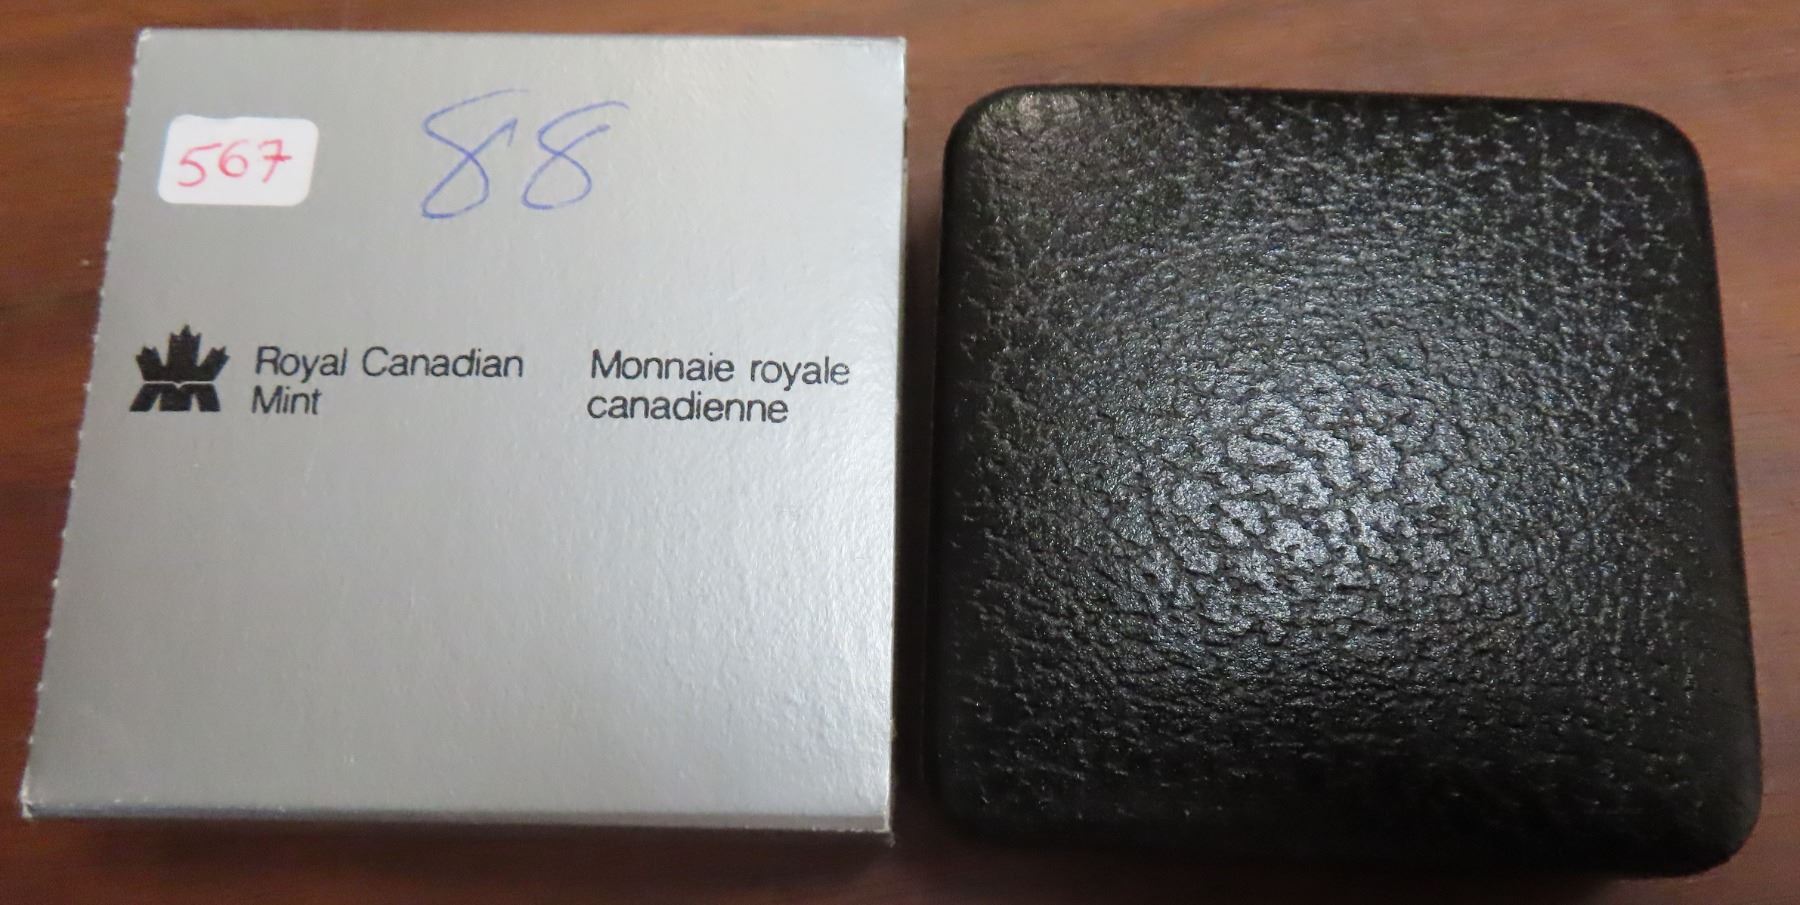 567
88
Royal Canadian
Mint
Monnaie royale
canadienne